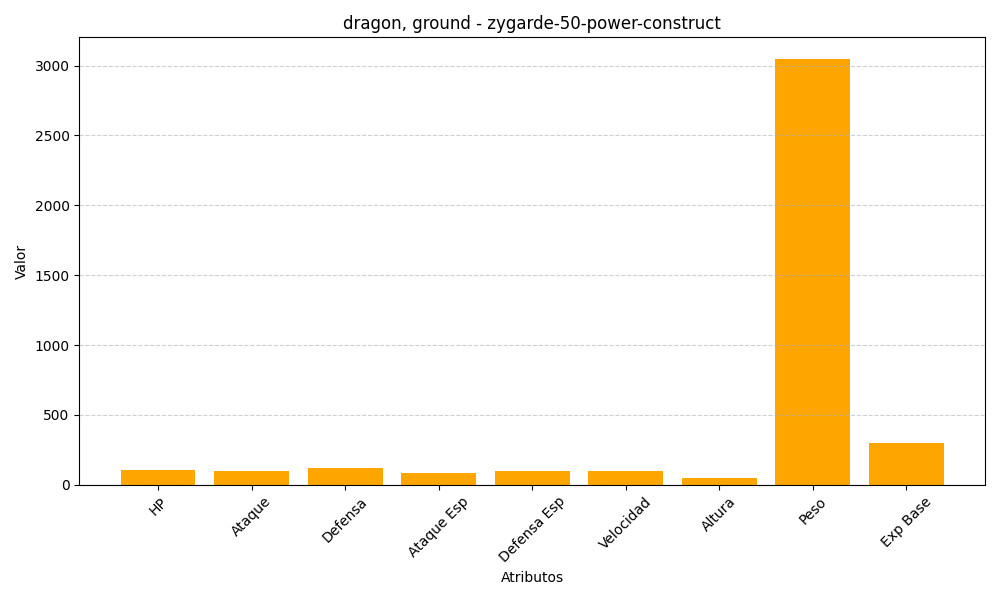 dragon, ground - zygarde-50-power-construct
Valor
3000
2500
2000
1500
1000
500
0
HP
Ataque
Defensa
Ataque Esp
Defensa Esp
Velocidad
Altura
Peso
Exp Base
Atributos